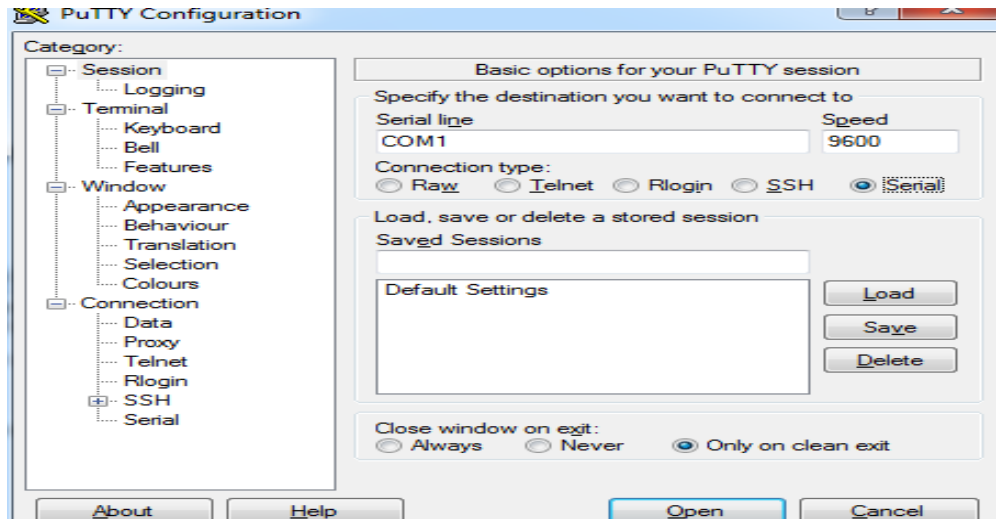 PuTTY Configuration
Category:
Session
Logging
Terminal
Keyboard
Bell
Features
Window
Appearance
Behaviour
Translation
Selection
Colours
Connection
Data
Proxy
Telnet
Rlogin
SSH
Serial
Basic options for your PuTTY session
Specify the destination you want to connect to
Serial line Speed
COM1 9600
Connection type:
Raw Telnet Rlogin SSH Serial
Load, save or delete a stored session
Saved Sessions
Default Settings
Load
Save
Delete
Close window on exit:
Always Never Only on clean exit
About Help Open Cancel